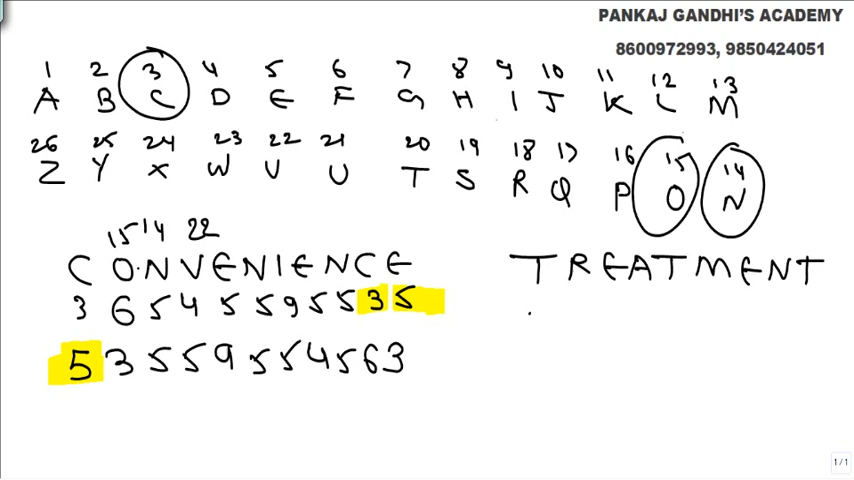 PANKAJ GANDHI'S ACADEMY
8600972993, 9850424051
1 2 3 4 5 6 7 8 9 10 11 12 13
A B C D E F G H I J K L M
26 25 24 23 22 21 20 19 18 17 16 15 14
Z Y X W V U T S R Q P O N
15 14 22
CONVENIENCE TREATMENT
3 6 5 4 5 5 9 5 5 3 5
5 3 5 5 9 5 5 4 5 6 3
1/1